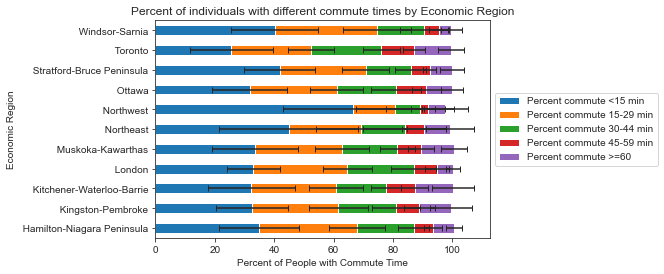 Percent of individuals with different commute times by Economic Region
Economic Region
Windsor-Sarnia
Toronto
Stratford-Bruce Peninsula
Ottawa
Northwest
Northeast
Muskoka-Kawarthas
London
Kitchener-Waterloo-Barrie
Kingston-Pembroke
Hamilton-Niagara Peninsula
0 20 40 60 80 100
Percent of People with Commute Time
Percent commute <15 min
Percent commute 15-29 min
Percent commute 30-44 min
Percent commute 45-59 min
Percent commute >=60